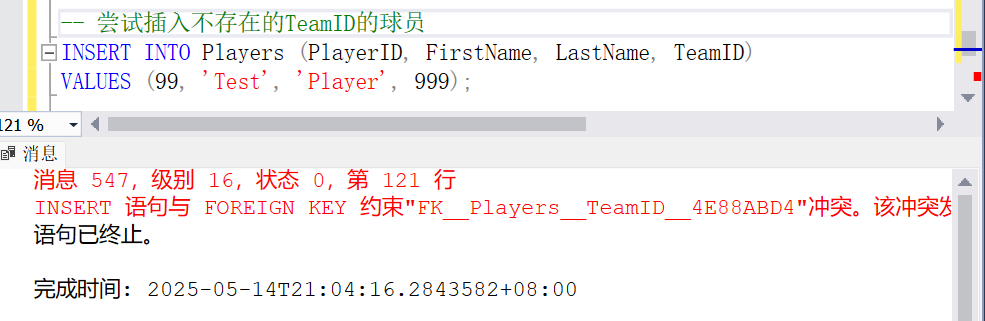 -- 尝试插入不存在的TeamID的球员
INSERT INTO Players (PlayerID, FirstName, LastName, TeamID)
VALUES (99, 'Test', 'Player', 999);
121 %
消息
消息 547, 级别 16, 状态 0, 第 121 行
INSERT 语句与 FOREIGN KEY 约束"FK__Players__TeamID__4E88ABD4"冲突。该冲突发
语句已终止。
完成时间: 2025-05-14T21:04:16.2843582+08:00